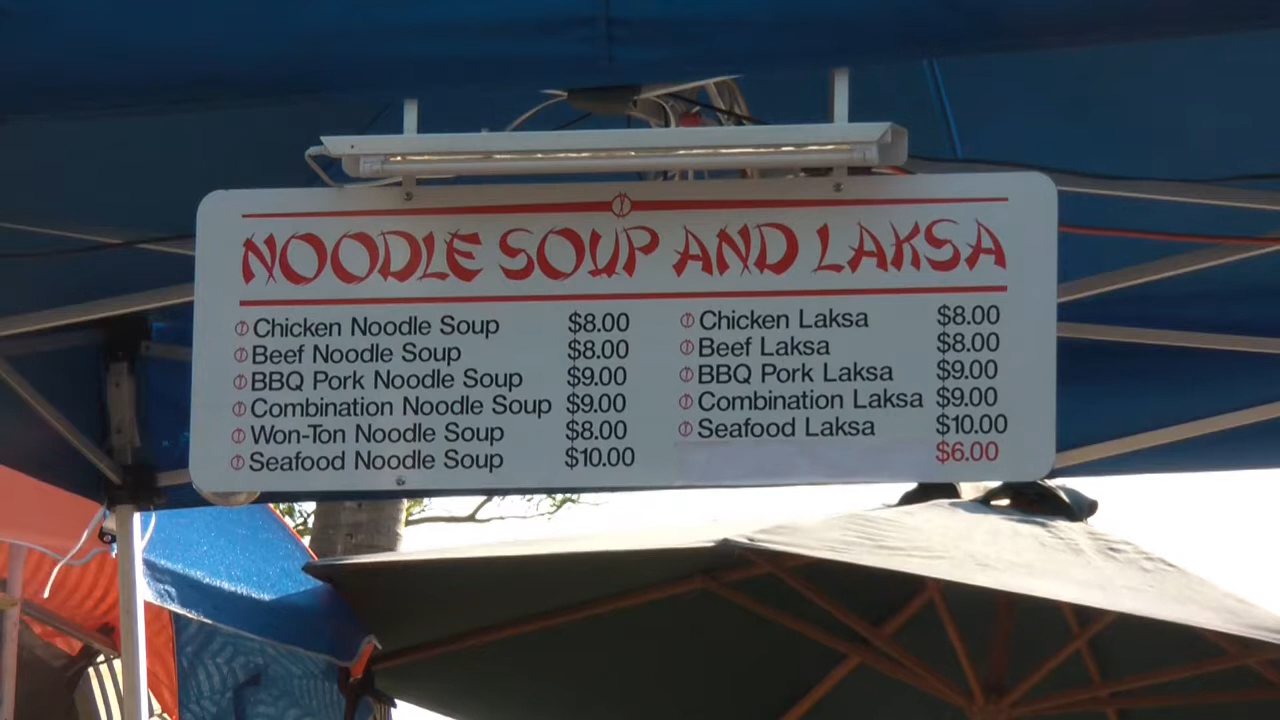 NOODLE SOUP AND LAKSA
Chicken Noodle Soup $8.00
Beef Noodle Soup $8.00
BBQ Pork Noodle Soup $9.00
Combination Noodle Soup $9.00
Won-Ton Noodle Soup $8.00
Seafood Noodle Soup $10.00
Chicken Laksa $8.00
Beef Laksa $8.00
BBQ Pork Laksa $9.00
Combination Laksa $9.00
Seafood Laksa $10.00
$6.00